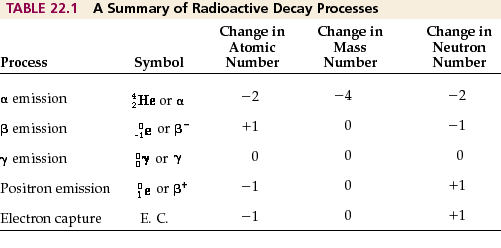 TABLE 22.1 A Summary of Radioactive Decay Processes
Change in Change in Change in
Atomic Mass Neutron
Process Symbol Number Number Number
α emission ⁴₂He or α −2 −4 −2
β emission ⁰₋₁e or β⁻ +1 0 −1
γ emission ⁰₀γ or γ 0 0 0
Positron emission ⁰₁e or β⁺ −1 0 +1
Electron capture E. C. −1 0 +1